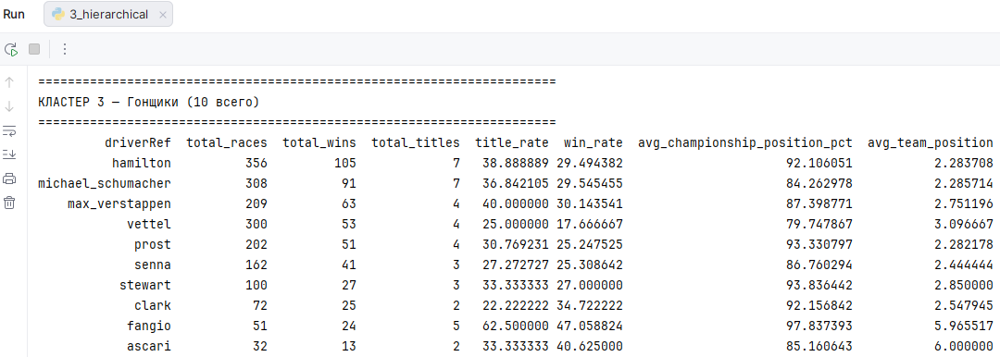 Run 3_hierarchical
======================================================================
КЛАСТЕР 3 — Гонщики (10 всего)
======================================================================
driverRef total_races total_wins total_titles title_rate win_rate avg_championship_position_pct avg_team_position
hamilton 356 105 7 38.888889 29.494382 92.106051 2.283708
michael_schumacher 308 91 7 36.842105 29.545455 84.262978 2.285714
max_verstappen 209 63 4 40.000000 30.143541 87.398771 2.751196
vettel 300 53 4 25.000000 17.666667 79.747867 3.096667
prost 202 51 4 30.769231 25.247525 93.330797 2.282178
senna 162 41 3 27.272727 25.308642 86.760294 2.444444
stewart 100 27 3 33.333333 27.000000 93.836442 2.850000
clark 72 25 2 22.222222 34.722222 92.156842 2.547945
fangio 51 24 5 62.500000 47.058824 97.837393 5.965517
ascari 32 13 2 33.333333 40.625000 85.160643 6.000000